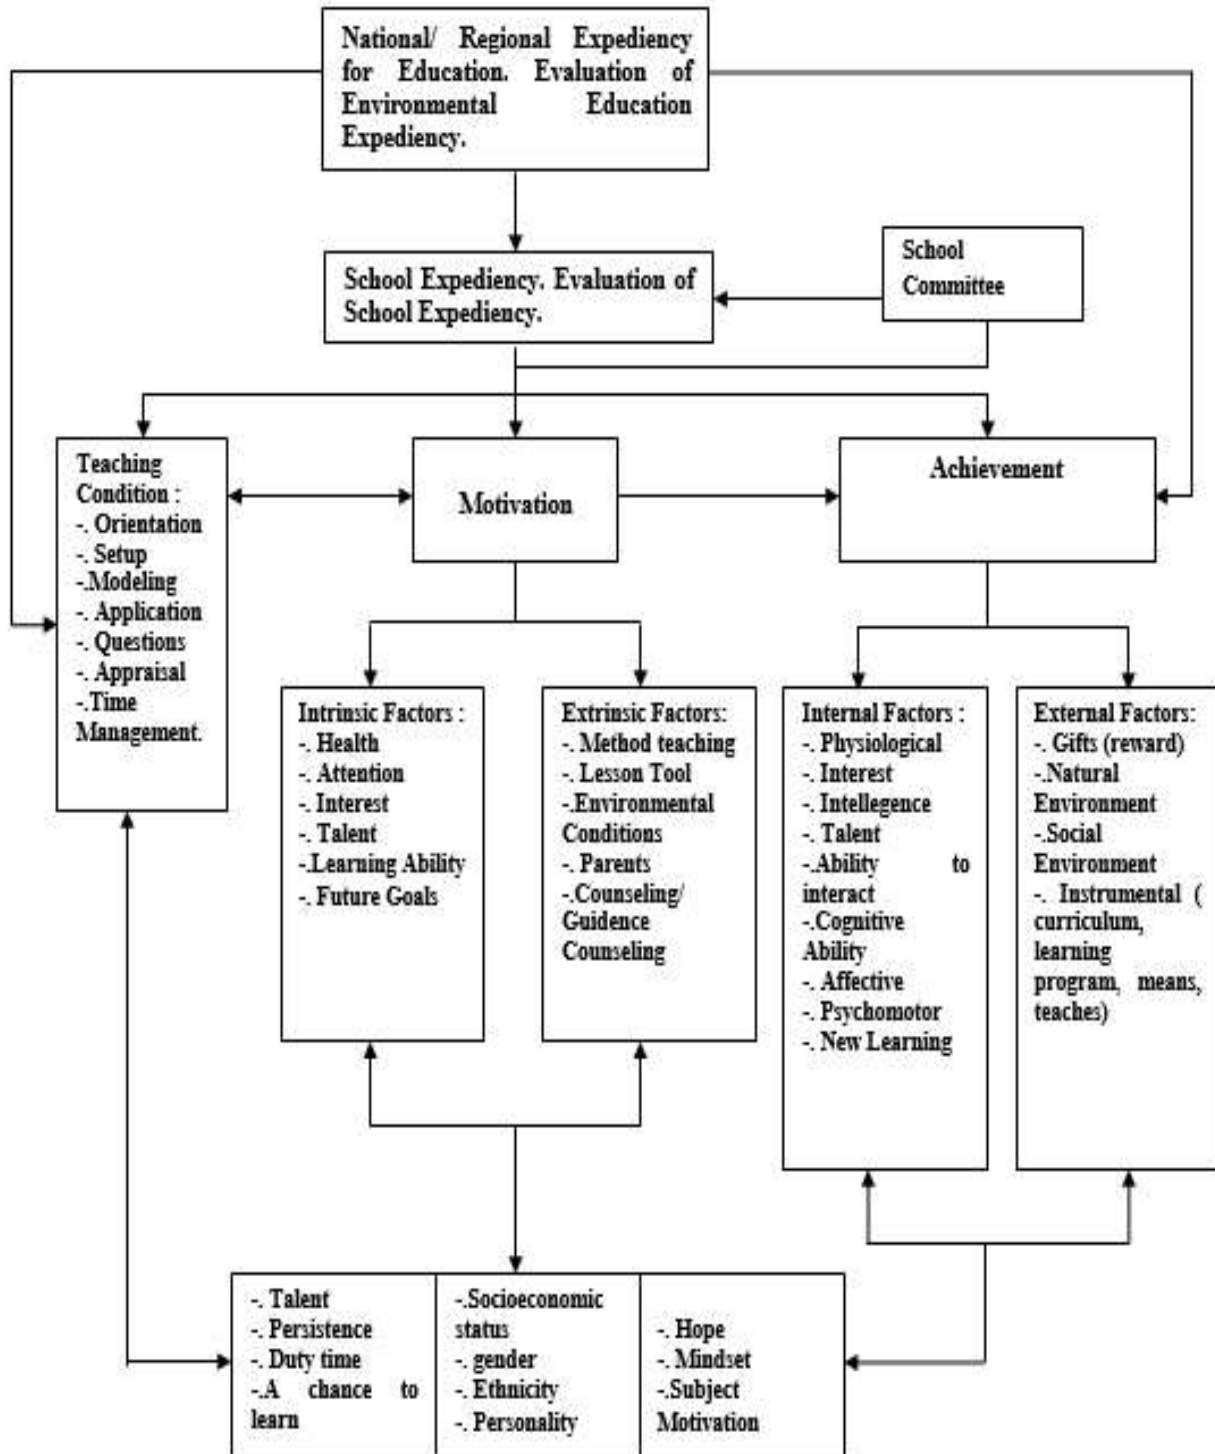 National/ Regional Expediency
for Education. Evaluation of
Environmental Education
Expediency.
School Expediency. Evaluation of
School Expediency.
School
Committee
Teaching
Condition :
-. Orientation
-. Setup
-.Modeling
-. Application
-. Questions
-. Appraisal
-.Time
Management.
Motivation
Achievement
Intrinsic Factors :
-. Health
-. Attention
-. Interest
-. Talent
-.Learning Ability
-. Future Goals
Extrinsic Factors:
-. Method teaching
-. Lesson Tool
-.Environmental
Conditions
-. Parents
-.Counseling/
Guidence
Counseling
Internal Factors :
-. Physiological
-. Interest
-. Intellegence
-. Talent
-.Ability to
interact
-.Cognitive
Ability
-. Affective
-. Psychomotor
-. New Learning
External Factors:
-. Gifts (reward)
-.Natural
Environment
-.Social
Environment
-. Instrumental (
curriculum,
learning
program, means,
teaches)
-. Talent
-. Persistence
-. Duty time
-.A chance to
learn
-.Socioeconomic
status
-. gender
-. Ethnicity
-. Personality
-. Hope
-. Mindset
-.Subject
Motivation